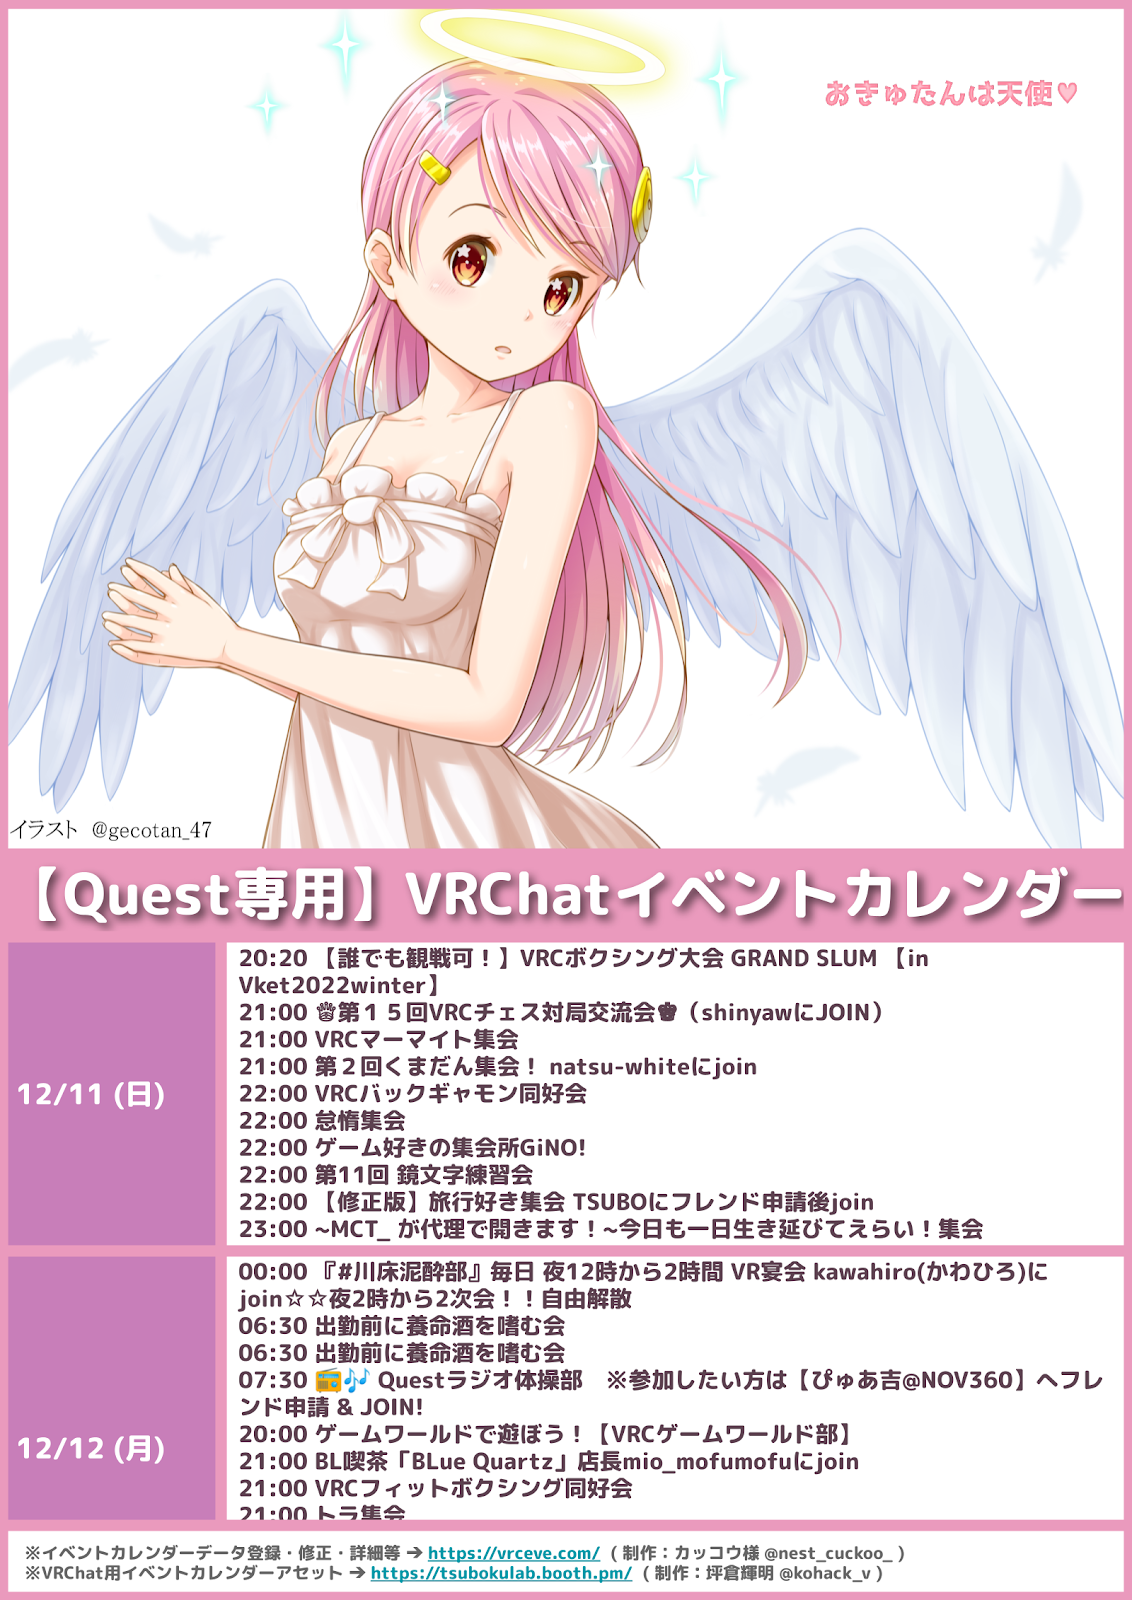 おきゅたんは天使♥
イラスト @gecotan_47
【Quest専用】VRChatイベントカレンダー
12/11 (日)
20:20 【誰でも観戦可！】VRCボクシング大会 GRAND SLUM 【in
Vket2022winter】
21:00 ♕第１５回VRCチェス対局交流会♚（shinyawにJOIN）
21:00 VRCマーマイト集会
21:00 第２回くまだん集会！ natsu-whiteにjoin
22:00 VRCバックギャモン同好会
22:00 怠惰集会
22:00 ゲーム好きの集会所GiNO!
22:00 第11回 鏡文字練習会
22:00 【修正版】旅行好き集会 TSUBOにフレンド申請後join
23:00 ~MCT_ が代理で開きます！~今日も一日生き延びてえらい！集会
12/12 (月)
00:00 『#川床泥酔部』毎日 夜12時から2時間 VR宴会 kawahiro(かわひろ)に
join☆☆夜2時から2次会！！自由解散
06:30 出勤前に養命酒を嗜む会
06:30 出勤前に養命酒を嗜む会
07:30 📻🎶 Questラジオ体操部　※参加したい方は【ぴゅあ吉@NOV360】へフレ
ンド申請 & JOIN!
20:00 ゲームワールドで遊ぼう！【VRCゲームワールド部】
21:00 BL喫茶「BLue Quartz」店長mio_mofumofuにjoin
21:00 VRCフィットボクシング同好会
21:00 トラ集会
※イベントカレンダーデータ登録・修正・詳細等 ➔ https://vrceve.com/ ( 制作：カッコウ様 @nest_cuckoo_ )
※VRChat用イベントカレンダーアセット ➔ https://tsubokulab.booth.pm/ ( 制作：坪倉輝明 @kohack_v )